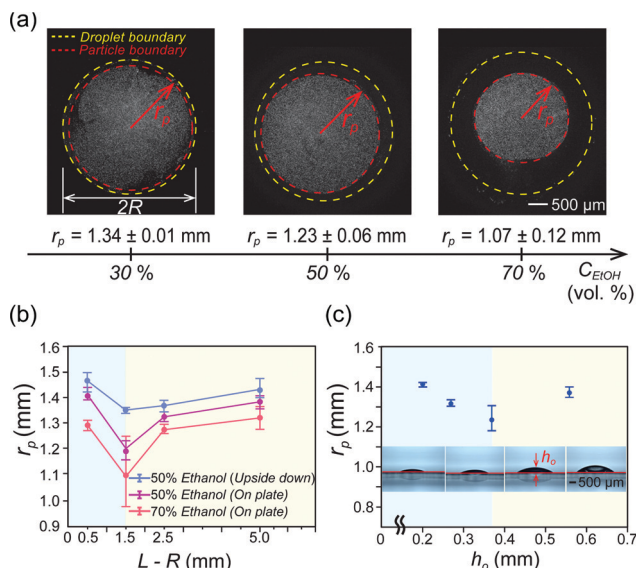 (a)
Droplet boundary
Particle boundary
r_p
r_p
r_p
2R
500 μm
r_p = 1.34 ± 0.01 mm
r_p = 1.23 ± 0.06 mm
r_p = 1.07 ± 0.12 mm
30 %
50 %
70 %
C_EtOH
(vol. %)
(b)
1.6
1.5
1.4
1.3
1.2
1.1
1.0
0.9
r_p (mm)
50% Ethanol (Upside down)
50% Ethanol (On plate)
70% Ethanol (On plate)
0 0.5 1.5 2.5 5.0
L - R (mm)
(c)
1.6
1.4
1.2
1.0
0.8
r_p (mm)
h_o
500 μm
0 0.2 0.3 0.4 0.5 0.6 0.7
h_o (mm)